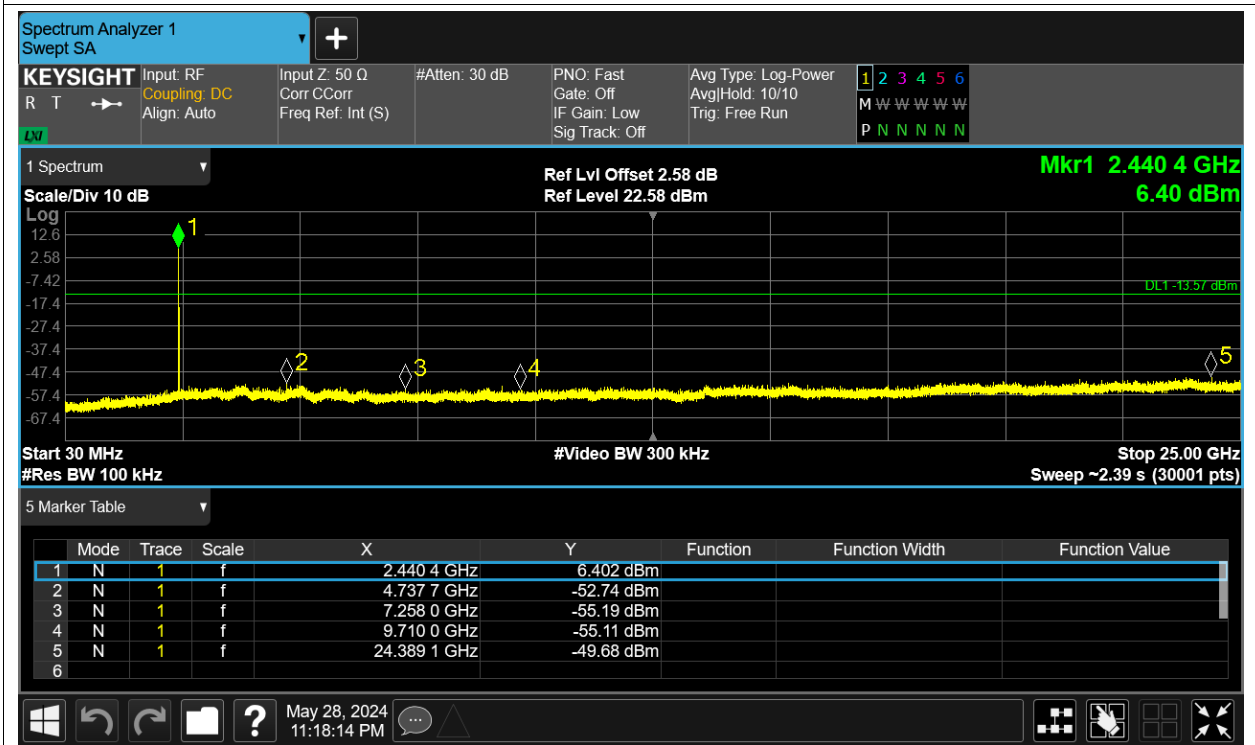 Spectrum Analyzer 1
Swept SA
KEYSIGHT
R T
LXI
Input: RF
Coupling: DC
Align: Auto
Input Z: 50 Ω
Corr CCorr
Freq Ref: Int (S)
#Atten: 30 dB
PNO: Fast
Gate: Off
IF Gain: Low
Sig Track: Off
Avg Type: Log-Power
Avg|Hold: 10/10
Trig: Free Run
1 2 3 4 5 6
M W W W W W
P N N N N N
1 Spectrum
Scale/Div 10 dB
Ref Lvl Offset 2.58 dB
Ref Level 22.58 dBm
Mkr1 2.440 4 GHz
6.40 dBm
Log
12.6
2.58
-7.42
-17.4
-27.4
-37.4
-47.4
-57.4
-67.4
1
2
3
4
5
DL1 -13.57 dBm
Start 30 MHz
#Video BW 300 kHz
Stop 25.00 GHz
#Res BW 100 kHz
Sweep ~2.39 s (30001 pts)
5 Marker Table
Mode Trace Scale X Y Function Function Width Function Value
1 N 1 f 2.440 4 GHz 6.402 dBm
2 N 1 f 4.737 7 GHz -52.74 dBm
3 N 1 f 7.258 0 GHz -55.19 dBm
4 N 1 f 9.710 0 GHz -55.11 dBm
5 N 1 f 24.389 1 GHz -49.68 dBm
6
?
May 28, 2024
11:18:14 PM